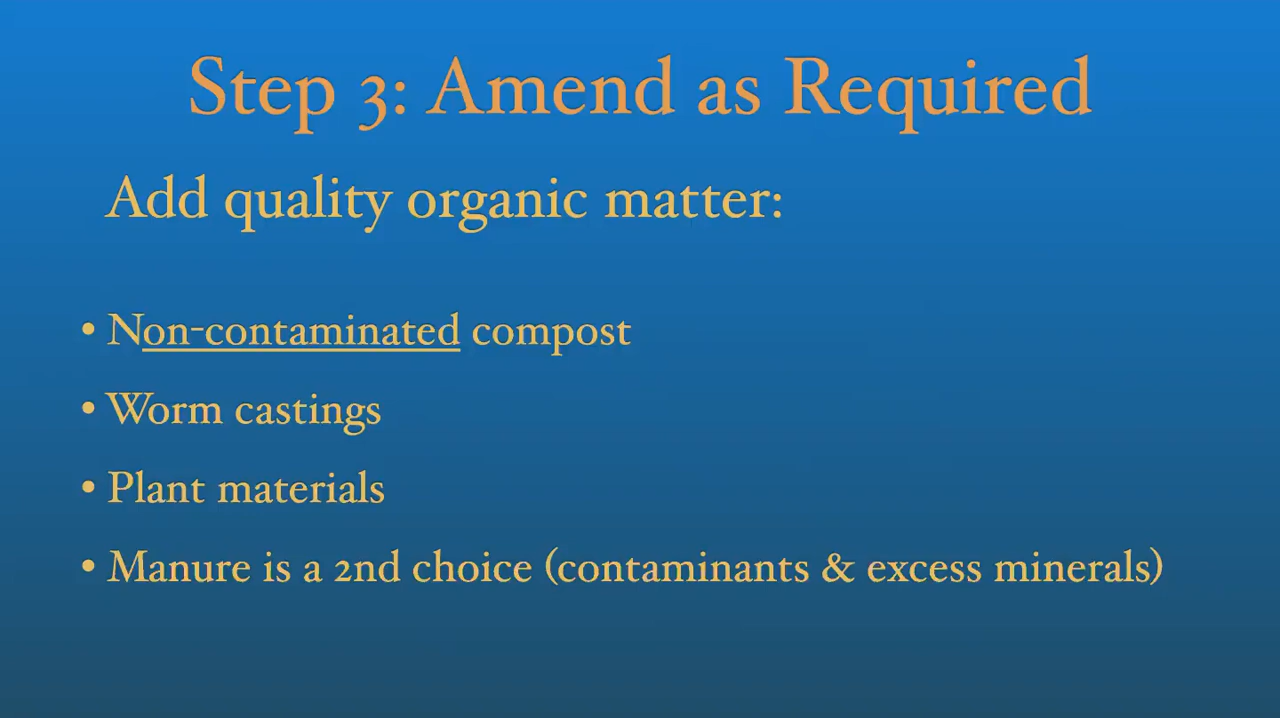 Step 3: Amend as Required
Add quality organic matter:
• Non-contaminated compost
• Worm castings
• Plant materials
• Manure is a 2nd choice (contaminants & excess minerals)